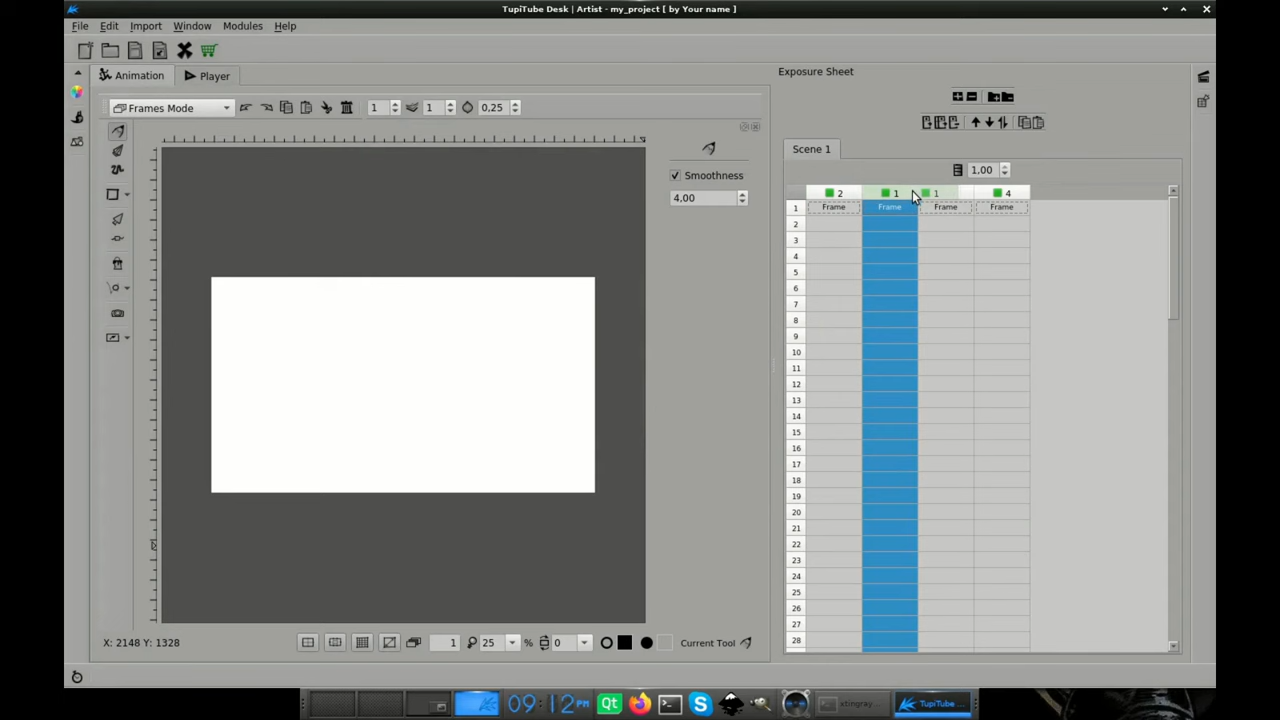 TupiTube Desk | Artist - my_project [ by Your name ]
File Edit Import Window Modules Help
Animation Player
Exposure Sheet
Frames Mode 1 1 0,25
Scene 1
Smoothness
1.00
4,00
2 1 1 4
1 Frame Frame Frame Frame
2
3
4
5
6
7
8
9
10
11
12
13
14
15
16
17
18
19
20
21
22
23
24
25
26
27
28
X: 2148 Y: 1328 1 25 % 0 Current Tool
09:12PM Qt xtingray TupiTube ...